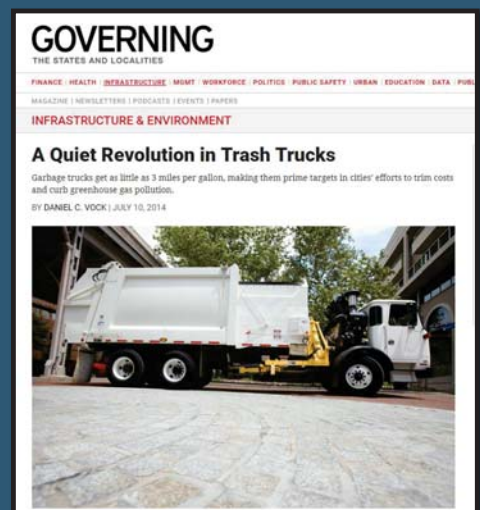 GOVERNING
THE STATES AND LOCALITIES
FINANCE | HEALTH | INFRASTRUCTURE | MGMT | WORKFORCE | POLITICS | PUBLIC SAFETY | URBAN | EDUCATION | DATA | PUBL
MAGAZINE | NEWSLETTERS | PODCASTS | EVENTS | PAPERS
INFRASTRUCTURE & ENVIRONMENT
A Quiet Revolution in Trash Trucks
Garbage trucks get as little as 3 miles per gallon, making them prime targets in cities' efforts to trim costs
and curb greenhouse gas pollution.
BY DANIEL C. VOCK | JULY 10, 2014